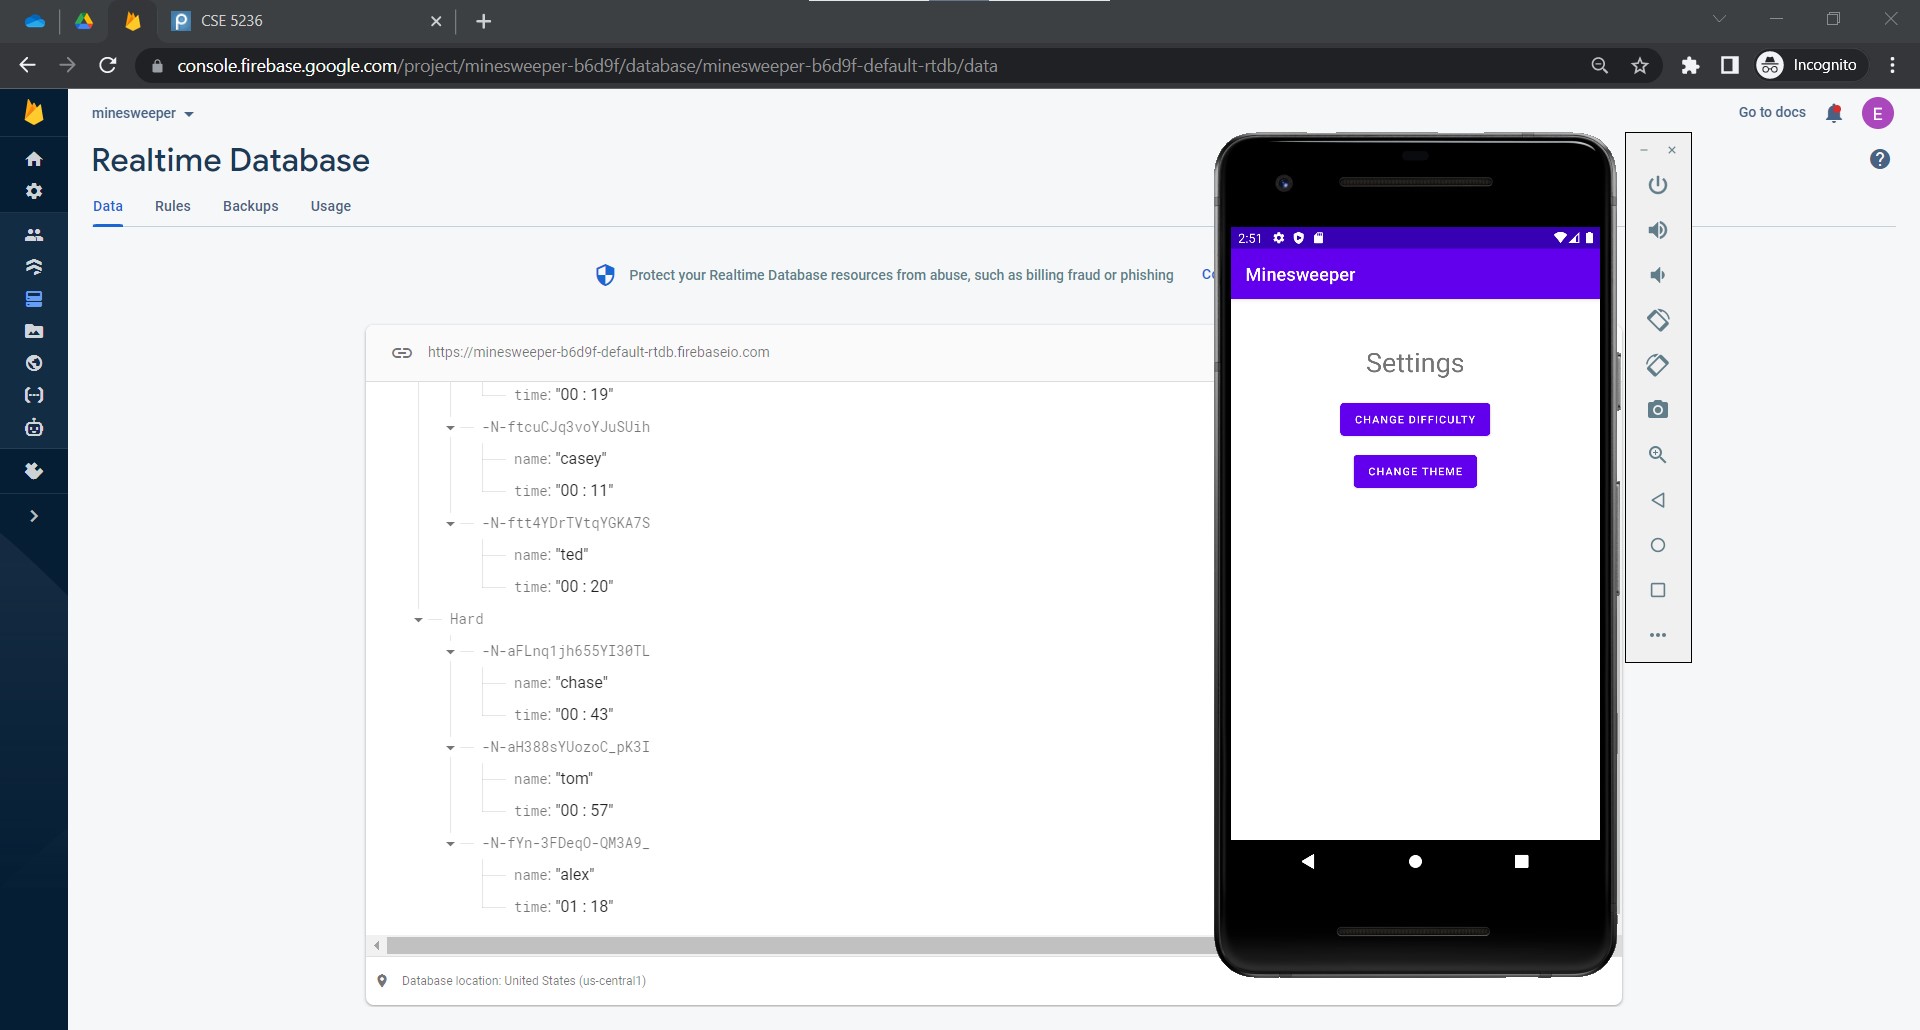 CSE 5236
console.firebase.google.com/project/minesweeper-b6d9f/database/minesweeper-b6d9f-default-rtdb/data
Incognito
minesweeper
Go to docs
E
Realtime Database
Data Rules Backups Usage
Protect your Realtime Database resources from abuse, such as billing fraud or phishing
https://minesweeper-b6d9f-default-rtdb.firebaseio.com
time: "00 : 19"
-N-ftcuCJq3voYJuSUih
name: "casey"
time: "00 : 11"
-N-ftt4YDrTVtqYGKA7S
name: "ted"
time: "00 : 20"
Hard
-N-aFLnq1jh655YI30TL
name: "chase"
time: "00 : 43"
-N-aH388sYUozoC_pK3I
name: "tom"
time: "00 : 57"
-N-fYn-3FDeqO-QM3A9_
name: "alex"
time: "01 : 18"
Database location: United States (us-central1)
2:51
Minesweeper
Settings
CHANGE DIFFICULTY
CHANGE THEME